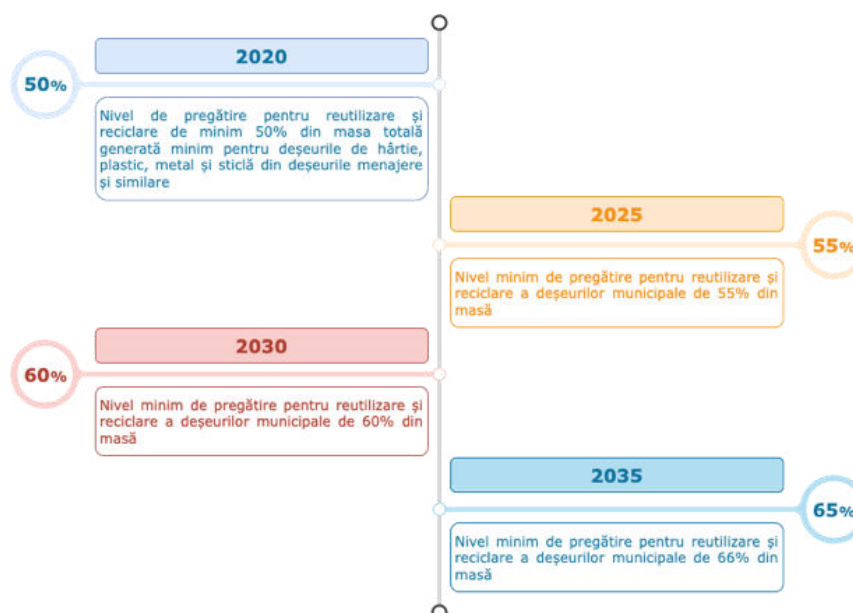 2020
50%
Nivel de pregătire pentru reutilizare și
reciclare de minim 50% din masa totală
generată minim pentru deșeurile de hârtie,
plastic, metal și sticlă din deșeurile menajere
și similare
2025
55%
Nivel minim de pregătire pentru reutilizare și
reciclare a deșeurilor municipale de 55% din
masă
2030
60%
Nivel minim de pregătire pentru reutilizare și
reciclare a deșeurilor municipale de 60% din
masă
2035
65%
Nivel minim de pregătire pentru reutilizare și
reciclare a deșeurilor municipale de 66% din
masă